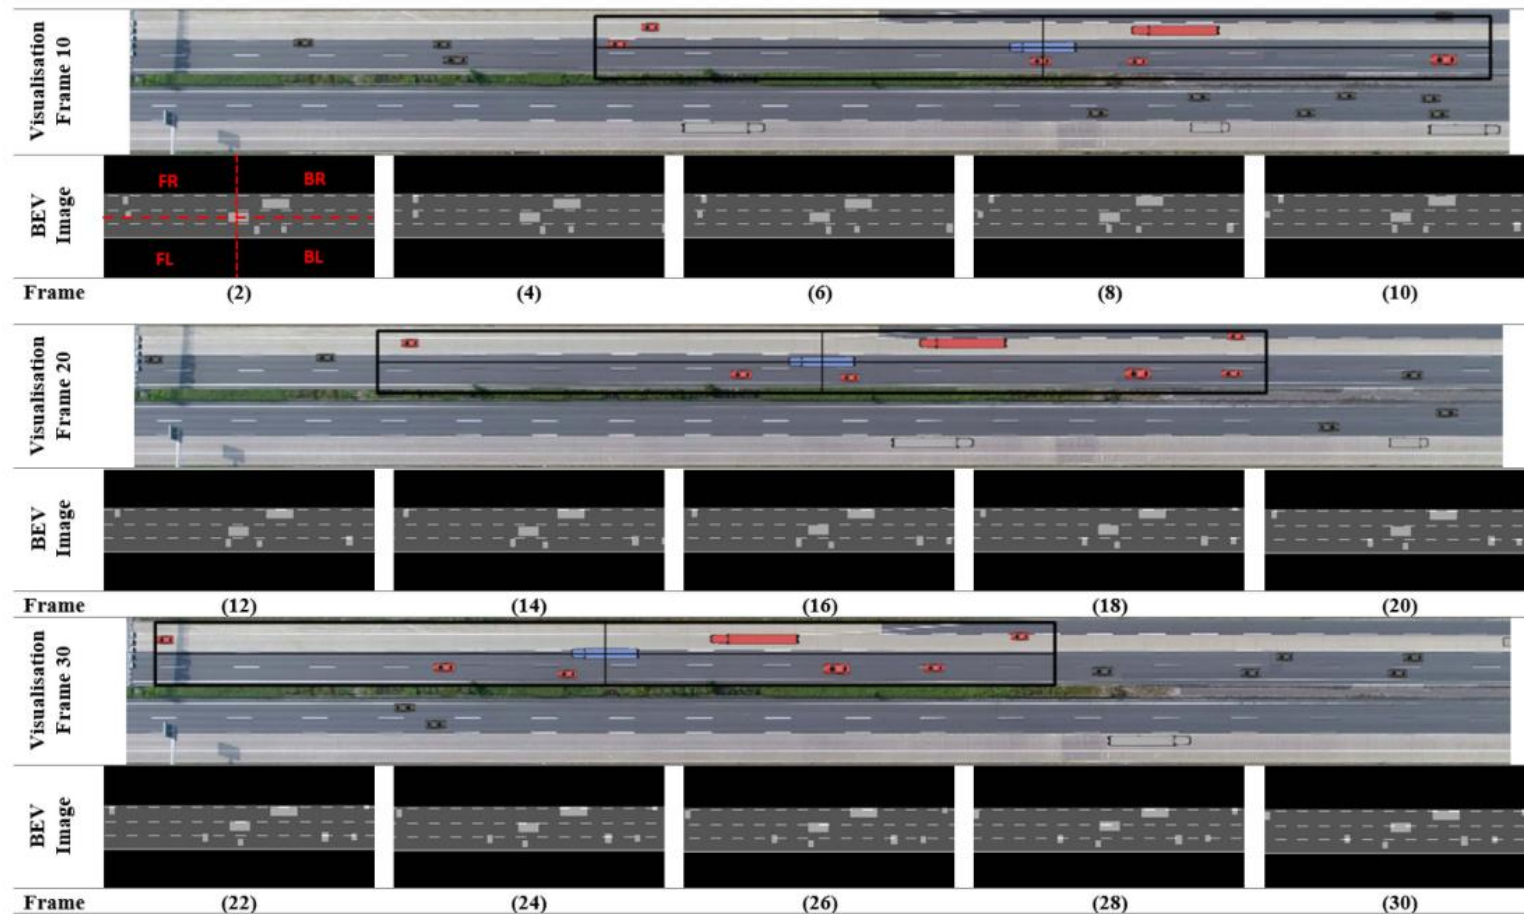 Visualisation
Frame 10
BEV
Image
FR
BR
FL
BL
Frame (2) (4) (6) (8) (10)
Visualisation
Frame 20
BEV
Image
Frame (12) (14) (16) (18) (20)
Visualisation
Frame 30
BEV
Image
Frame (22) (24) (26) (28) (30)